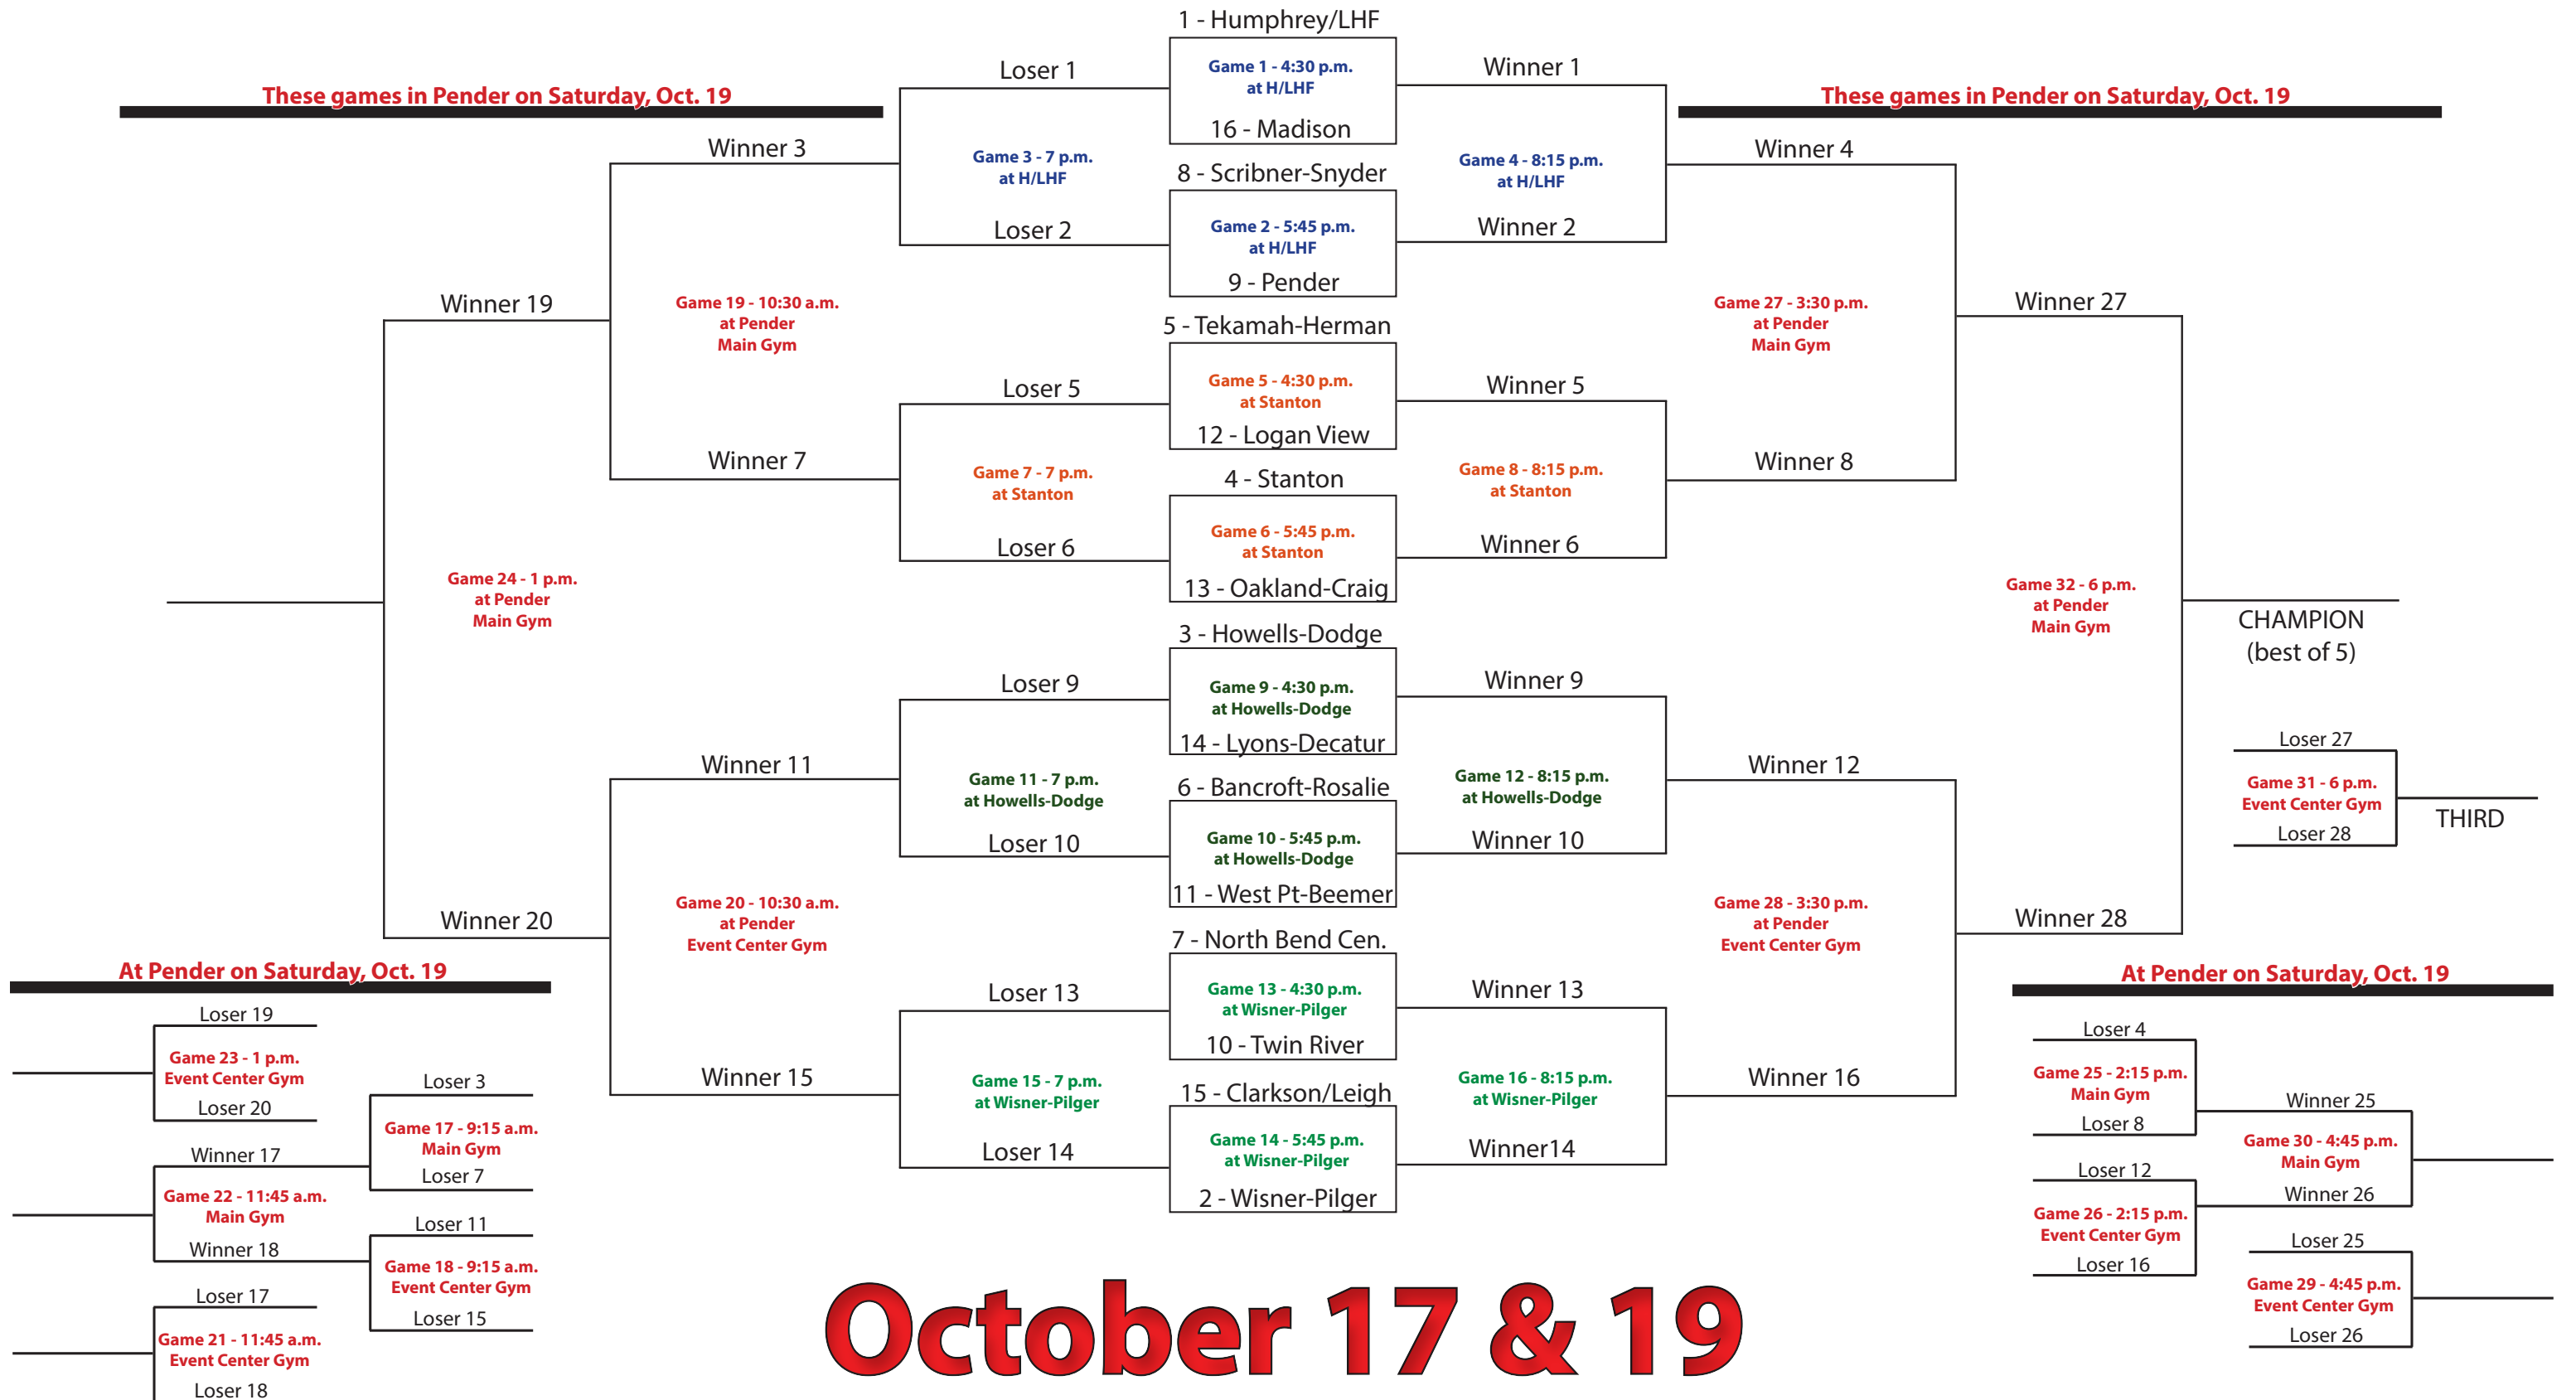 1 - Humphrey/LHF
Loser 1
Game 1 - 4:30 p.m.
at H/LHF
Winner 1
These games in Pender on Saturday, Oct. 19
These games in Pender on Saturday, Oct. 19
16 - Madison
Winner 3
Game 3 - 7 p.m.
at H/LHF
Game 4 - 8:15 p.m.
at H/LHF
Winner 4
8 - Scribner-Snyder
Loser 2
Game 2 - 5:45 p.m.
at H/LHF
Winner 2
9 - Pender
Winner 19
Game 19 - 10:30 a.m.
at Pender
Main Gym
Game 27 - 3:30 p.m.
at Pender
Main Gym
Winner 27
5 - Tekamah-Herman
Loser 5
Game 5 - 4:30 p.m.
at Stanton
Winner 5
12 - Logan View
Winner 7
Game 7 - 7 p.m.
at Stanton
Game 8 - 8:15 p.m.
at Stanton
Winner 8
4 - Stanton
Loser 6
Game 6 - 5:45 p.m.
at Stanton
Winner 6
13 - Oakland-Craig
Game 24 - 1 p.m.
at Pender
Main Gym
Game 32 - 6 p.m.
at Pender
Main Gym
CHAMPION
(best of 5)
3 - Howells-Dodge
Loser 9
Game 9 - 4:30 p.m.
at Howells-Dodge
Winner 9
14 - Lyons-Decatur
Winner 11
Game 11 - 7 p.m.
at Howells-Dodge
Game 12 - 8:15 p.m.
at Howells-Dodge
Winner 12
6 - Bancroft-Rosalie
Loser 10
Game 10 - 5:45 p.m.
at Howells-Dodge
Winner 10
11 - West Pt-Beemer
Loser 27
Game 31 - 6 p.m.
Event Center Gym
Loser 28
THIRD
Winner 20
Game 20 - 10:30 a.m.
at Pender
Event Center Gym
Game 28 - 3:30 p.m.
at Pender
Event Center Gym
Winner 28
7 - North Bend Cen.
Loser 13
Game 13 - 4:30 p.m.
at Wisner-Pilger
Winner 13
10 - Twin River
Winner 15
Game 15 - 7 p.m.
at Wisner-Pilger
Game 16 - 8:15 p.m.
at Wisner-Pilger
Winner 16
15 - Clarkson/Leigh
Loser 14
Game 14 - 5:45 p.m.
at Wisner-Pilger
Winner14
2 - Wisner-Pilger
At Pender on Saturday, Oct. 19
Loser 19
Game 23 - 1 p.m.
Event Center Gym
Loser 20
Loser 3
Game 17 - 9:15 a.m.
Main Gym
Loser 7
Winner 17
Game 22 - 11:45 a.m.
Main Gym
Winner 18
Loser 11
Game 18 - 9:15 a.m.
Event Center Gym
Loser 15
Loser 17
Game 21 - 11:45 a.m.
Event Center Gym
Loser 18
At Pender on Saturday, Oct. 19
Loser 4
Game 25 - 2:15 p.m.
Main Gym
Loser 8
Winner 25
Game 30 - 4:45 p.m.
Main Gym
Winner 26
Loser 12
Game 26 - 2:15 p.m.
Event Center Gym
Loser 16
Loser 25
Game 29 - 4:45 p.m.
Event Center Gym
Loser 26
October 17 & 19